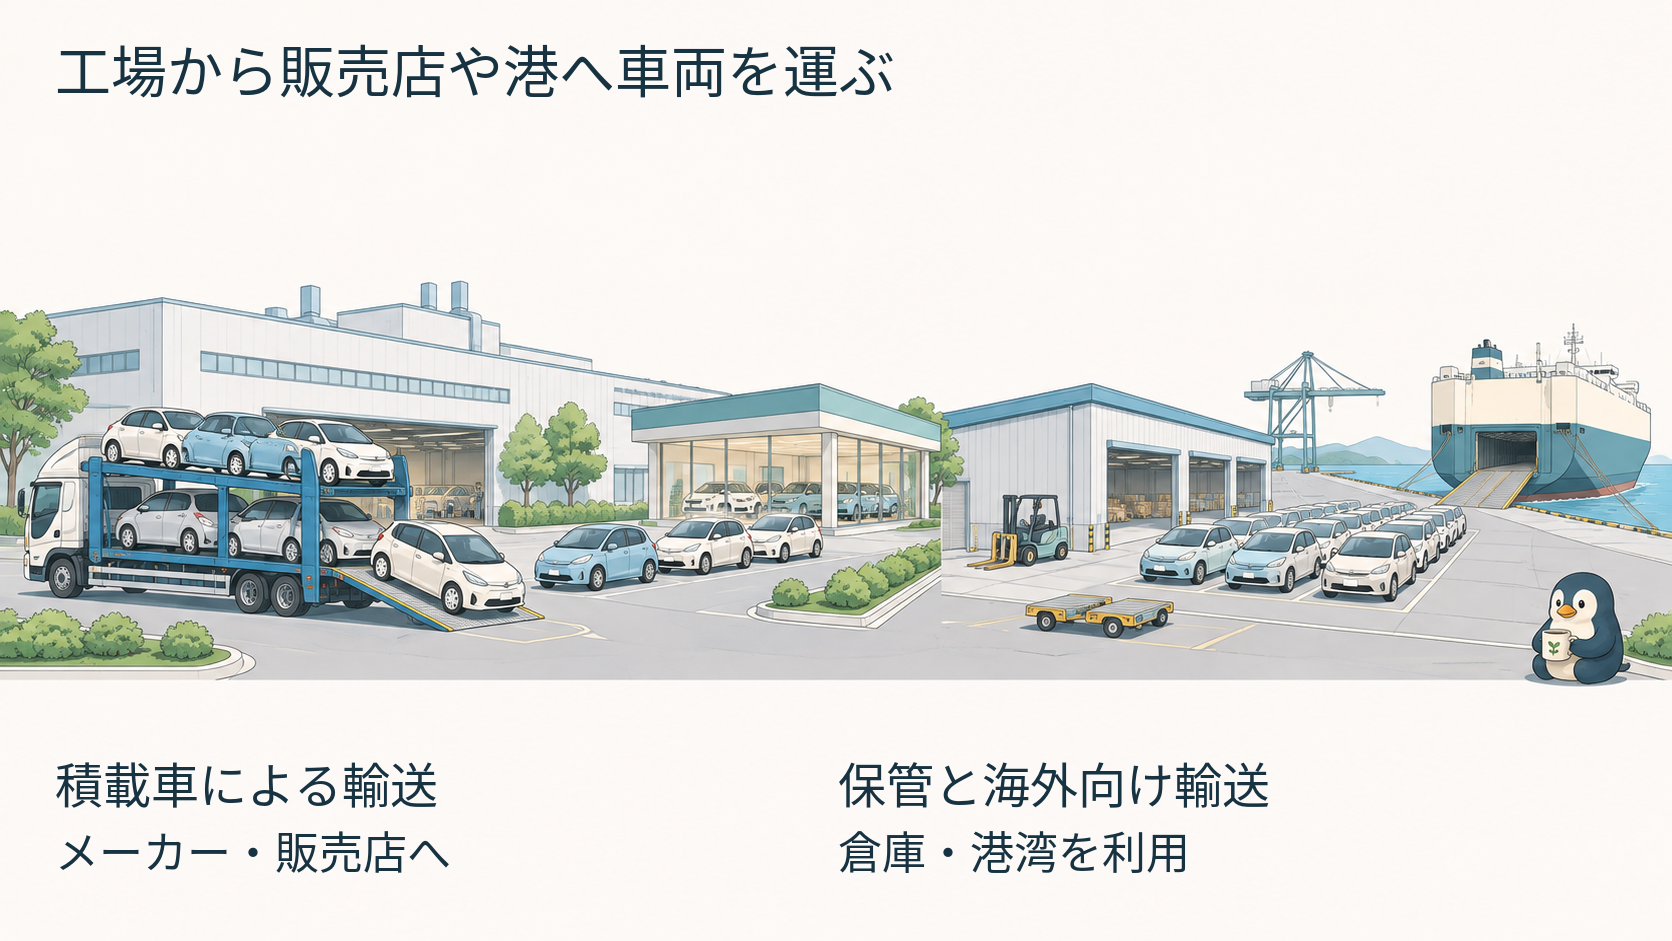 工場から販売店や港へ車両を運ぶ
積載車による輸送
メーカー・販売店へ
保管と海外向け輸送
倉庫・港湾を利用